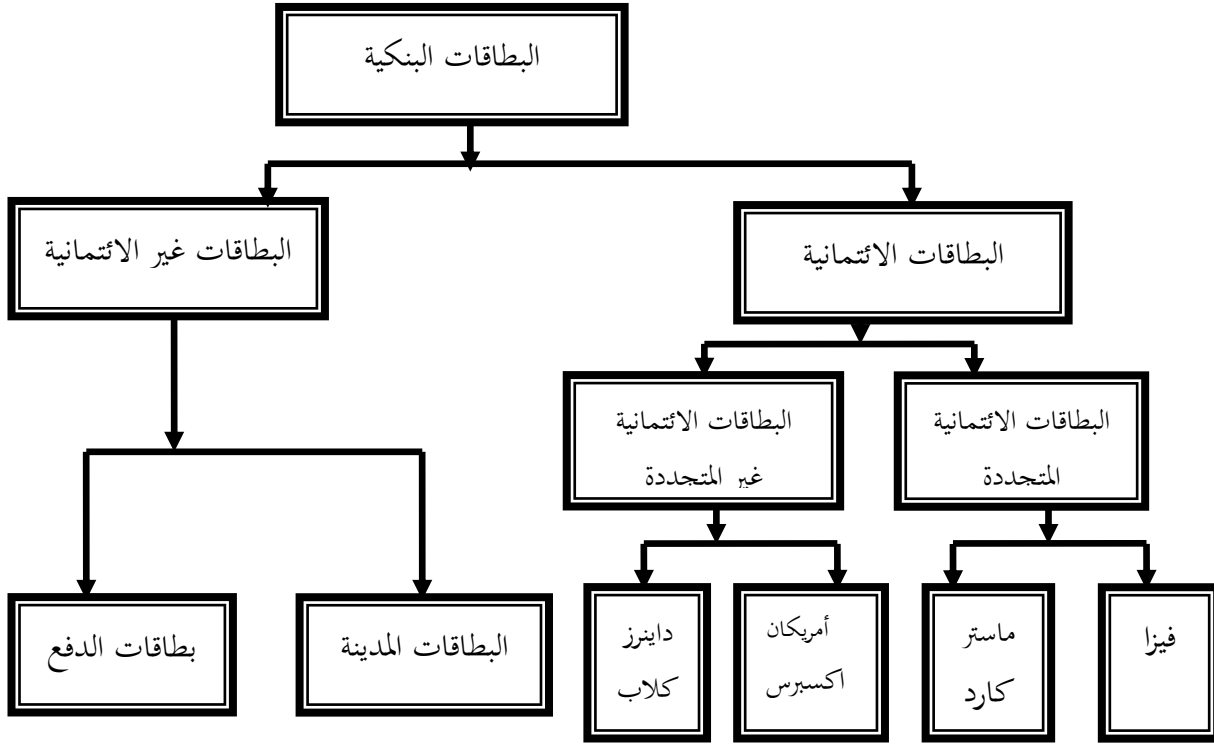 البطاقات البنكية
البطاقات الائتمانية
البطاقات غير الائتمانية
البطاقات الائتمانية
المتجددة
البطاقات الائتمانية
غير المتجددة
فيزا
ماستر
كارد
أمريكان
اكسبرس
داينرز
كلاب
البطاقات المدينة
بطاقات الدفع